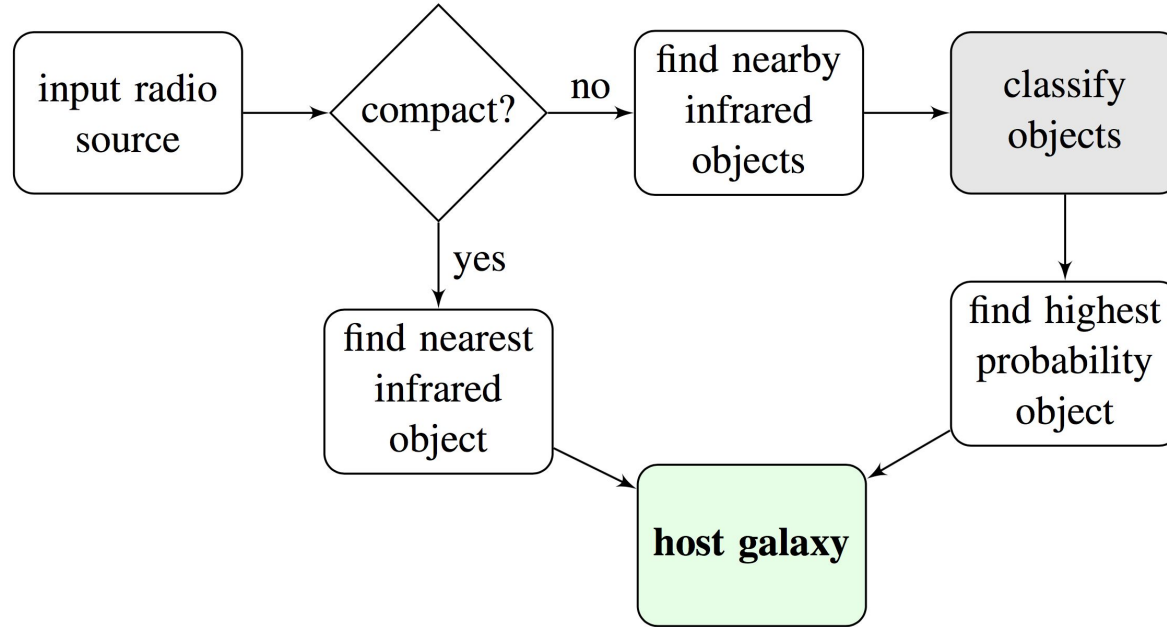 input radio
source
compact?
no
find nearby
infrared
objects
classify
objects
yes
find nearest
infrared
object
find highest
probability
object
host galaxy